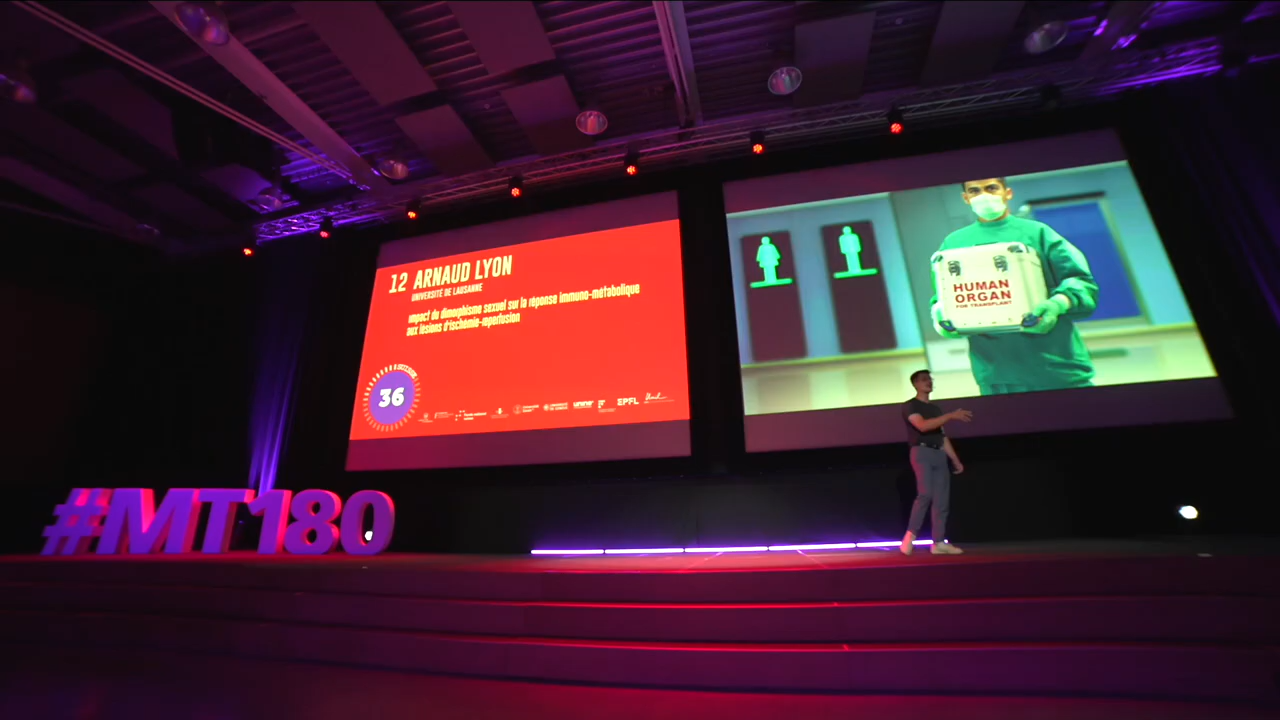 12 ARNAUD LYON
UNIVERSITÉ DE LAUSANNE
Impact du dimorphisme sexuel sur la réponse immuno-métabolique
aux lésions d'ischémie-reperfusion
36
EPFL
HUMAN
ORGAN
FOR TRANSPLANT
#MT180